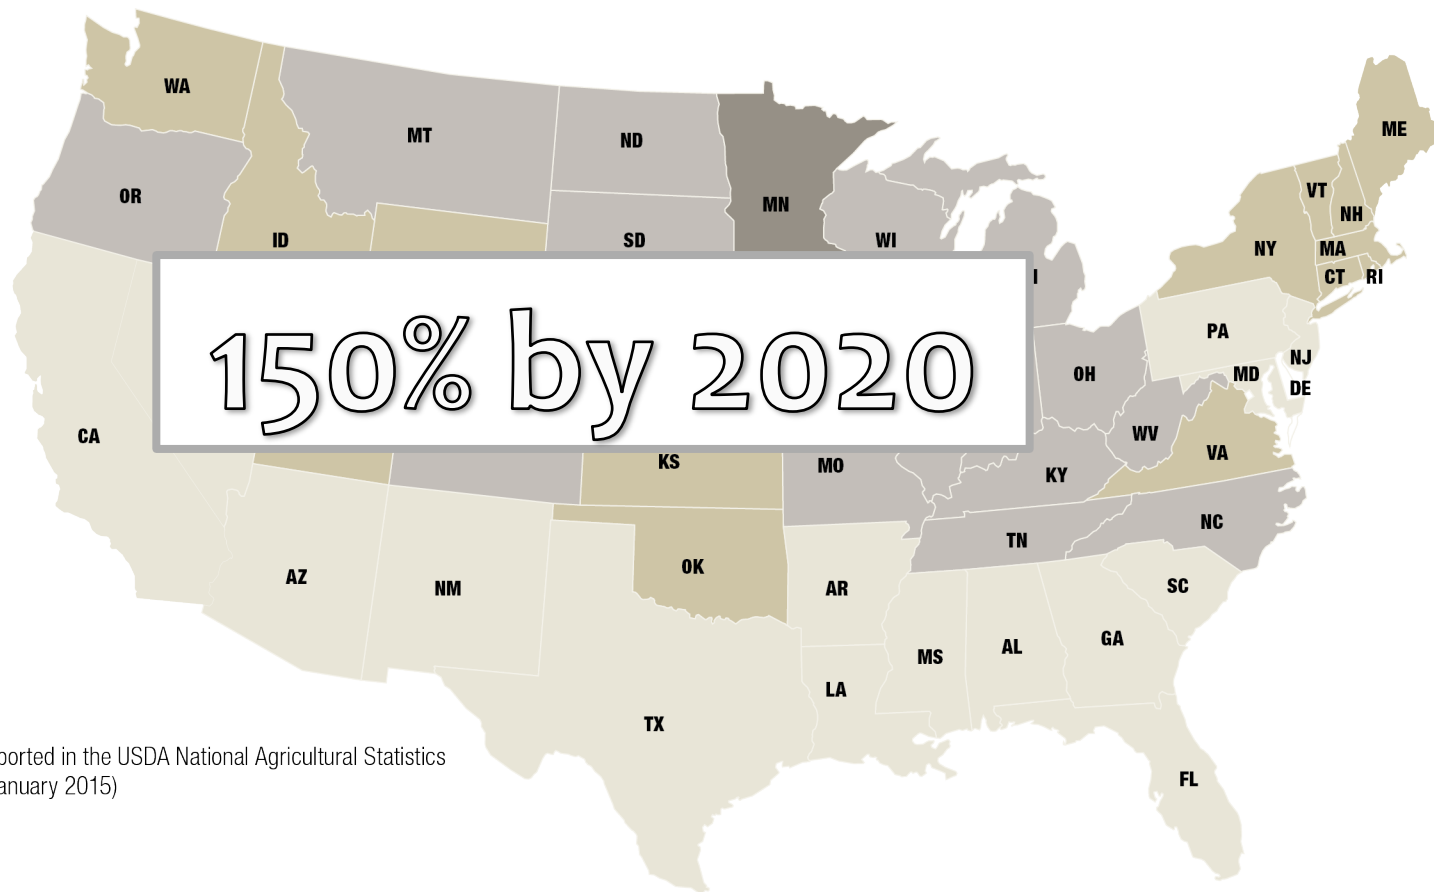 WA
MT
ND
MN
ME
OR
ID
SD
WI
VT
NH
NY
MA
CT
RI
150% by 2020
PA
NJ
OH
MD
DE
CA
WV
VA
KS
MO
KY
NC
TN
AZ
NM
OK
AR
SC
MS
AL
GA
LA
TX
FL
ported in the USDA National Agricultural Statistics
anuary 2015)